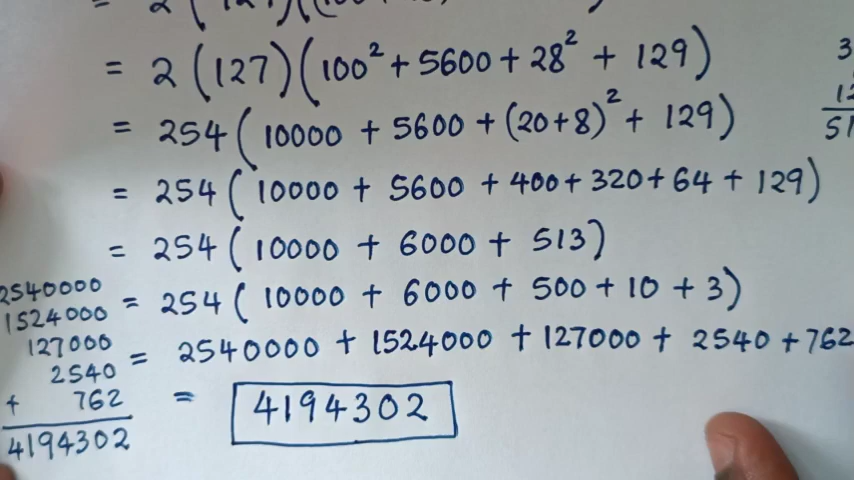 = 2(127)(100² + 5600 + 28² + 129)
= 254(10000 + 5600 + (20+8)² + 129)
= 254(10000 + 5600 + 400 + 320 + 64 + 129)
= 254(10000 + 6000 + 513)
= 254(10000 + 6000 + 500 + 10 + 3)
= 2540000 + 1524000 + 127000 + 2540 + 762
= 4194302
2540000
1524000
127000
2540
+ 762
4194302